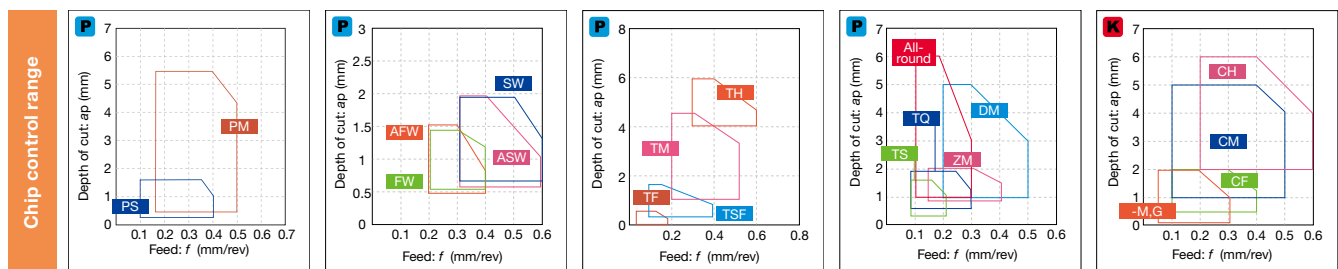 Chip control range
P
Depth of cut: ap (mm)
7
6
5
4
3
2
1
0
PM
PS
0.1 0.2 0.3 0.4 0.5 0.6 0.7
Feed: f (mm/rev)
P
Depth of cut: ap (mm)
3
2.5
2
1.5
1
0.5
0
SW
AFW
ASW
FW
0.1 0.2 0.3 0.4 0.5 0.6
Feed: f (mm/rev)
P
Depth of cut: ap (mm)
8
6
4
2
0
TH
TM
TF
TSF
0.2 0.4 0.6 0.8
Feed: f (mm/rev)
P
Depth of cut: ap (mm)
7
6
5
4
3
2
1
0
All-
round
DM
TQ
TS
ZM
0.1 0.2 0.3 0.4 0.5 0.6
Feed: f (mm/rev)
K
Depth of cut: ap (mm)
7
6
5
4
3
2
1
0
CH
CM
CF
-M,G
0.1 0.2 0.3 0.4 0.5 0.6
Feed: f (mm/rev)